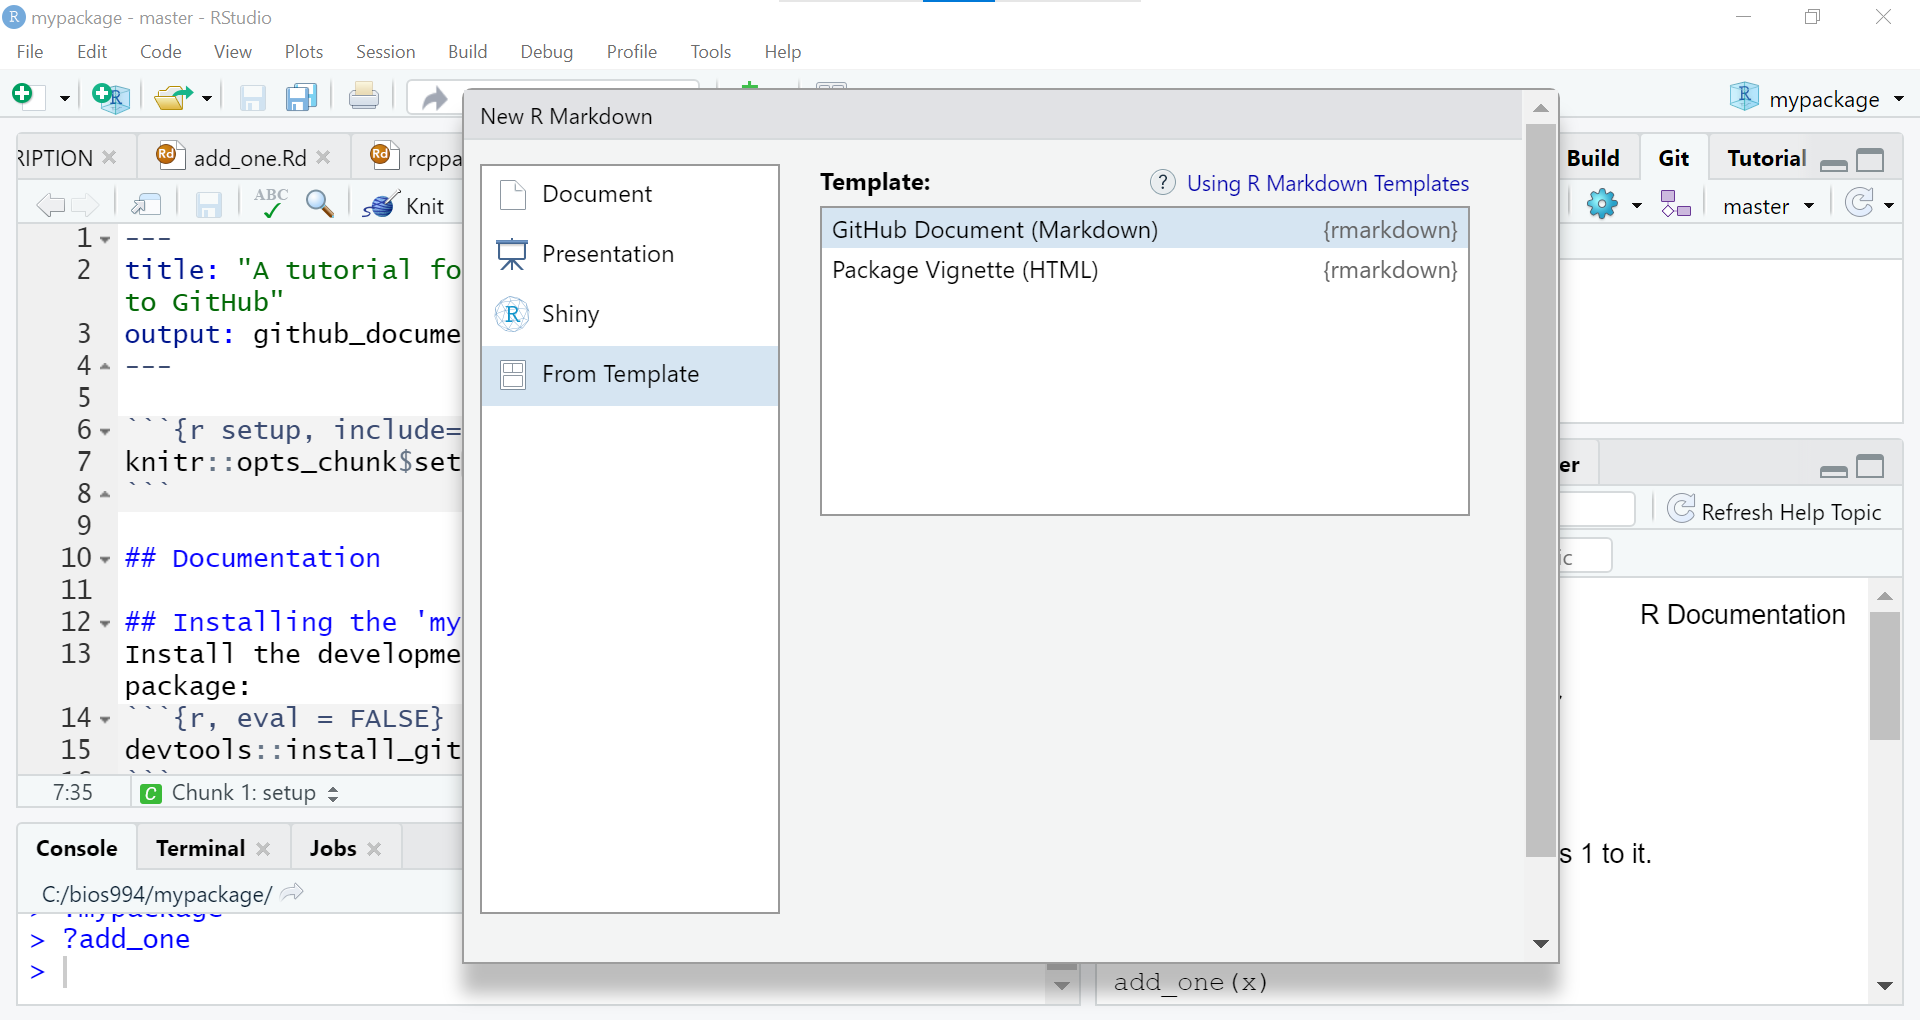 mypackage - master - RStudio
File Edit Code View Plots Session Build Debug Profile Tools Help
mypackage
RIPTION add_one.Rd rcppa
ABC Knit
1 ---
2 title: "A tutorial fo
to GitHub"
3 output: github_docume
4 ---
5
6 ```{r setup, include=
7 knitr::opts_chunk$set
8 ```
9
10 ## Documentation
11
12 ## Installing the 'my
13 Install the developme
package:
14 ```{r, eval = FALSE}
15 devtools::install_git
7:35 C Chunk 1: setup
Console Terminal Jobs
C:/bios994/mypackage/
> ?mypackage
> ?add_one
>
New R Markdown
Document
Presentation
Shiny
From Template
Template: ? Using R Markdown Templates
GitHub Document (Markdown) {rmarkdown}
Package Vignette (HTML) {rmarkdown}
Build Git Tutorial
master
er
Refresh Help Topic
ic
R Documentation
s 1 to it.
add_one(x)